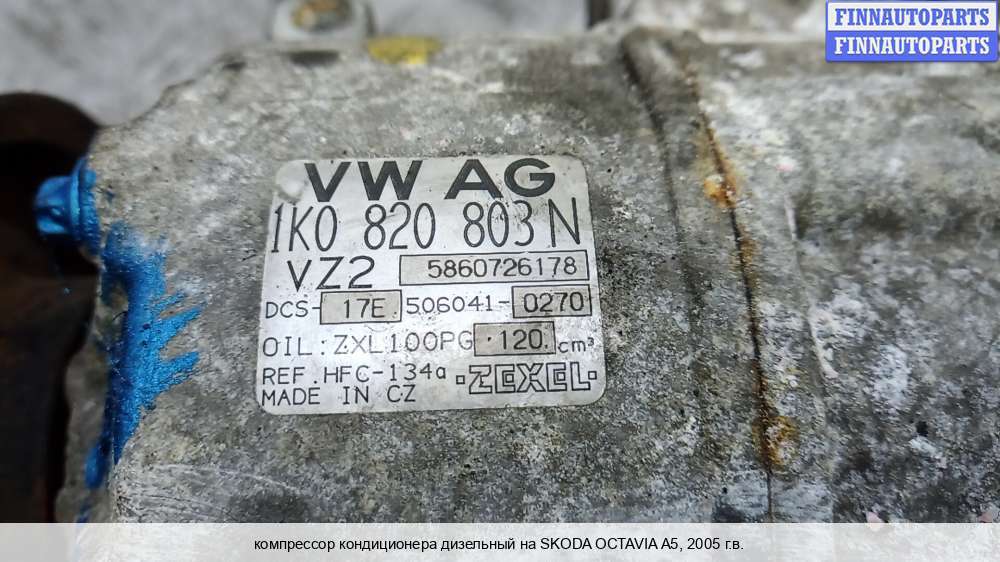 FINNAUTOPARTS
FINNAUTOPARTS
VW AG
1K0 820 803 N
VZ2 5860726178
DCS-17E.506041-0270
OIL: ZXL100PG ·120. cm³
REF. HFC-134a ·ZEXEL·
MADE IN CZ
компрессор кондиционера дизельный на SKODA OCTAVIA A5, 2005 г.в.